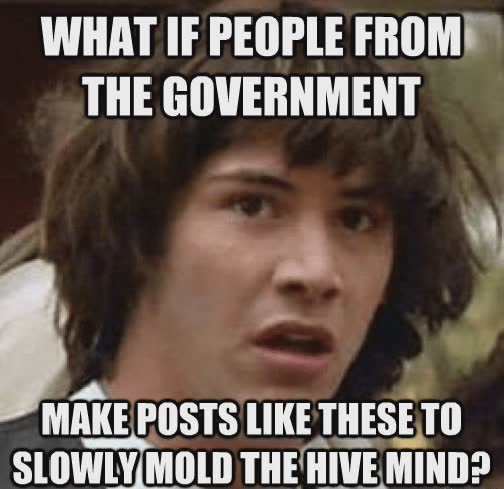 WHAT IF PEOPLE FROM
THE GOVERNMENT
MAKE POSTS LIKE THESE TO
SLOWLY MOLD THE HIVE MIND?